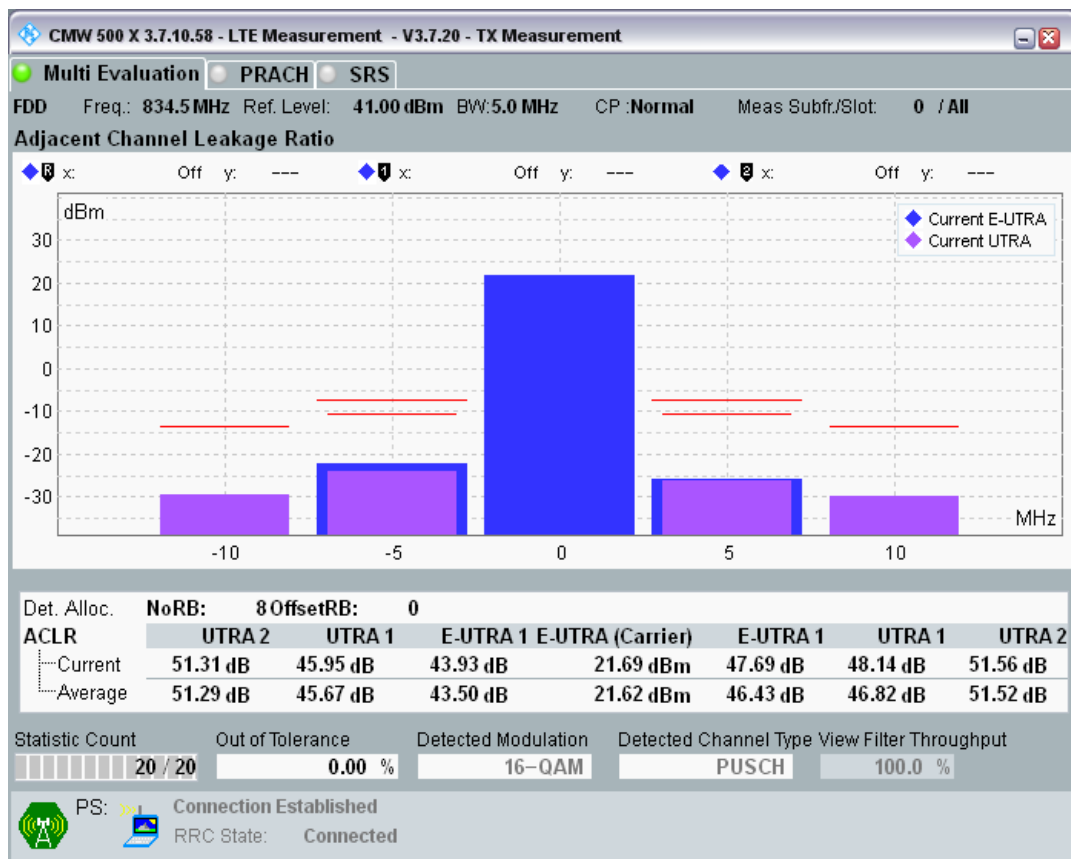 CMW 500 X 3.7.10.58 - LTE Measurement - V3.7.20 - TX Measurement
Multi Evaluation PRACH SRS
FDD Freq.: 834.5 MHz Ref. Level: 41.00 dBm BW:5.0 MHz CP :Normal Meas Subfr./Slot: 0 / All
Adjacent Channel Leakage Ratio
R x: Off y: --- 1 x: Off y: --- 2 x: Off y: ---
dBm
Current E-UTRA
Current UTRA
30
20
10
0
-10
-20
-30
MHz
-10 -5 0 5 10
Det. Alloc. NoRB: 8 OffsetRB: 0
ACLR UTRA 2 UTRA 1 E-UTRA 1 E-UTRA (Carrier) E-UTRA 1 UTRA 1 UTRA 2
Current 51.31 dB 45.95 dB 43.93 dB 21.69 dBm 47.69 dB 48.14 dB 51.56 dB
Average 51.29 dB 45.67 dB 43.50 dB 21.62 dBm 46.43 dB 46.82 dB 51.52 dB
Statistic Count Out of Tolerance Detected Modulation Detected Channel Type View Filter Throughput
20 / 20 0.00 % 16-QAM PUSCH 100.0 %
PS: Connection Established
RRC State: Connected